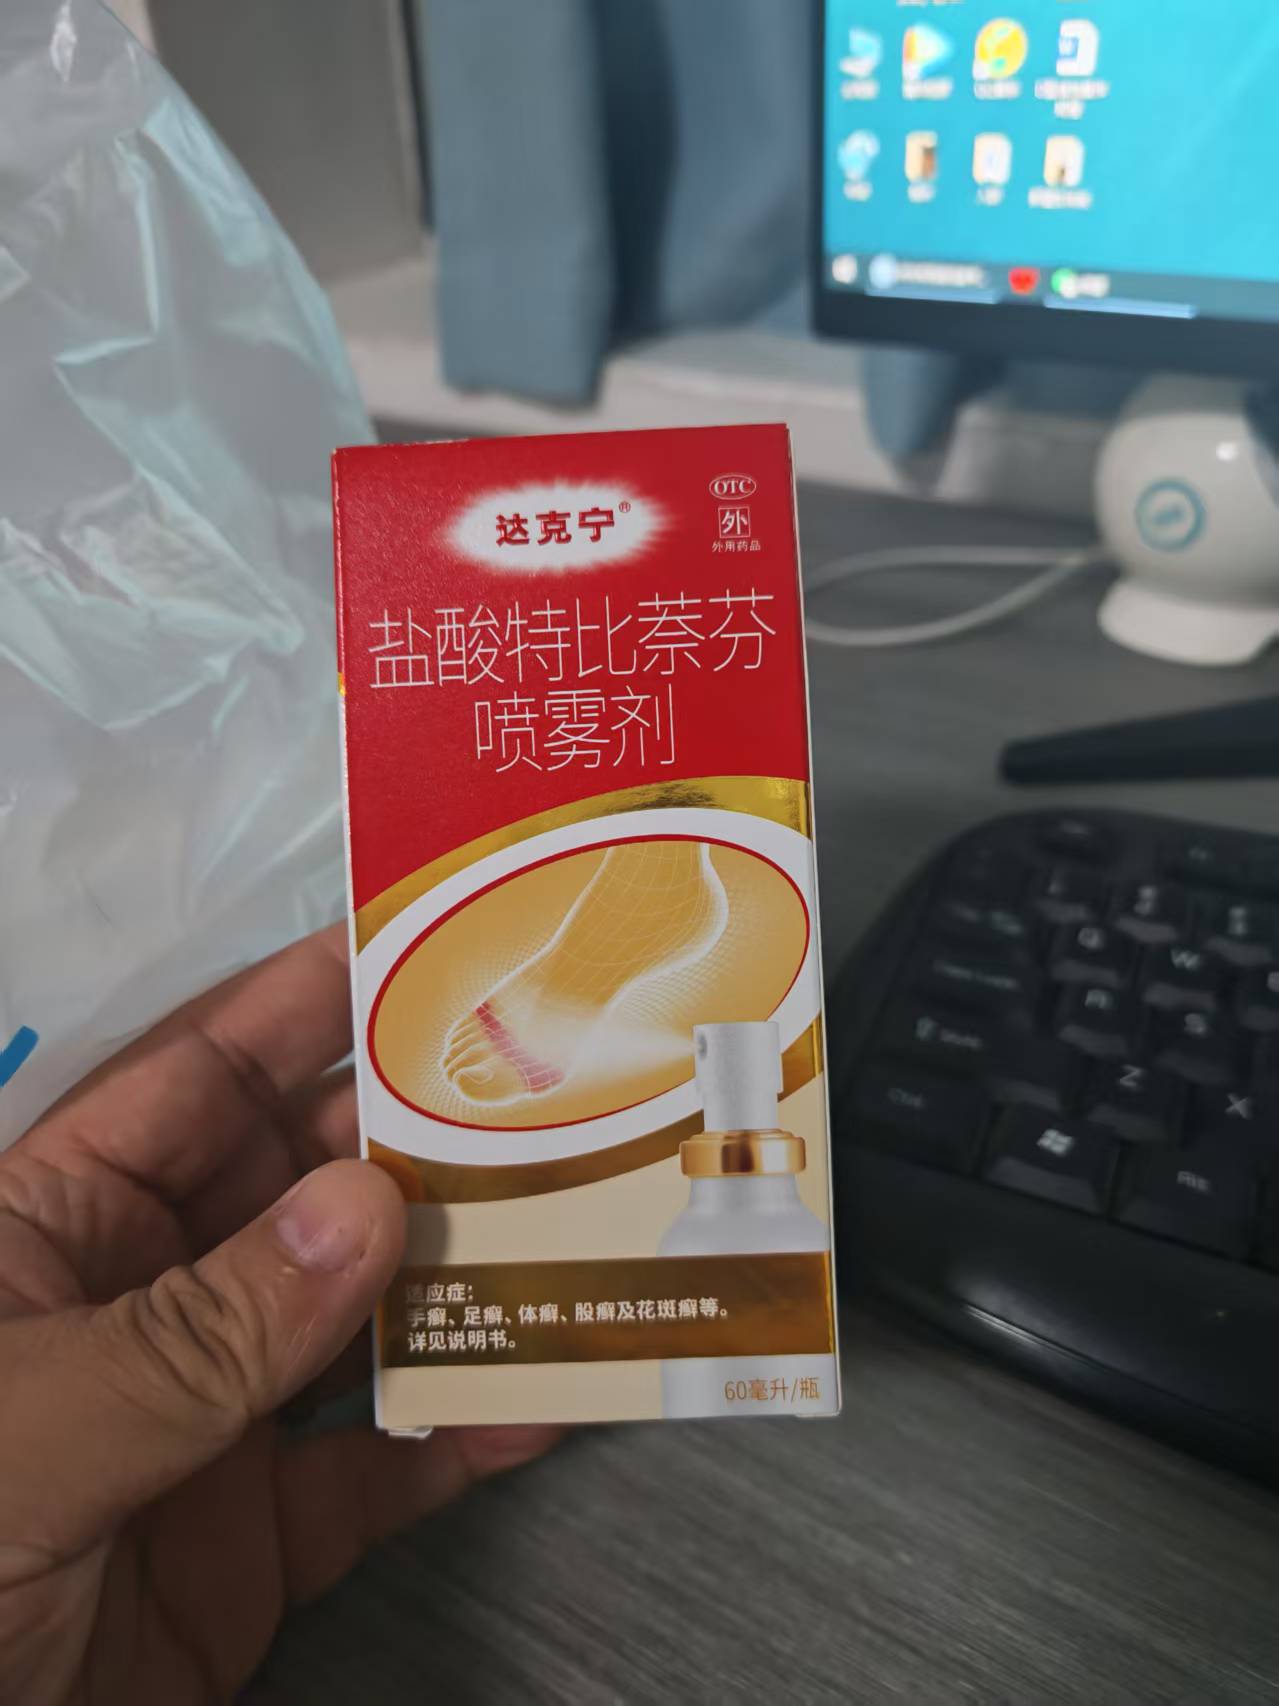 达克宁®
OTC
外
外用药品
盐酸特比萘芬
喷雾剂
适应症：
手癣、足癣、体癣、股癣及花斑癣等。
详见说明书。
60毫升/瓶
Q
W
A
S
Z
X
Alt